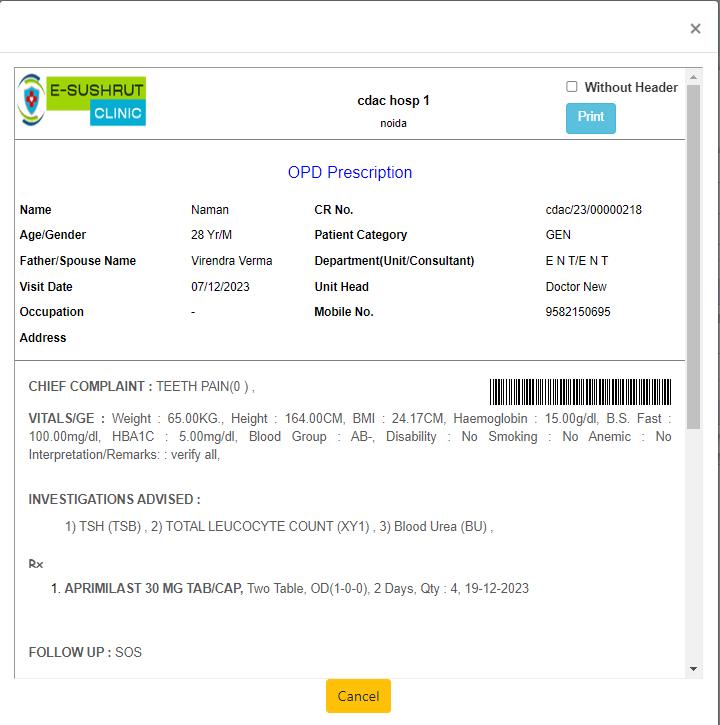 ×
E-SUSHRUT
CLINIC
cdac hosp 1
noida
Without Header
Print
OPD Prescription
Name Naman CR No. cdac/23/00000218
Age/Gender 28 Yr/M Patient Category GEN
Father/Spouse Name Virendra Verma Department(Unit/Consultant) E N T/E N T
Visit Date 07/12/2023 Unit Head Doctor New
Occupation - Mobile No. 9582150695
Address
CHIEF COMPLAINT : TEETH PAIN(0 ) ,
VITALS/GE : Weight : 65.00KG., Height : 164.00CM, BMI : 24.17CM, Haemoglobin : 15.00g/dl, B.S. Fast :
100.00mg/dl, HBA1C : 5.00mg/dl, Blood Group : AB-, Disability : No Smoking : No Anemic : No
Interpretation/Remarks: : verify all,
INVESTIGATIONS ADVISED :
1) TSH (TSB) , 2) TOTAL LEUCOCYTE COUNT (XY1) , 3) Blood Urea (BU) ,
Rx
1. APRIMILAST 30 MG TAB/CAP, Two Table, OD(1-0-0), 2 Days, Qty : 4, 19-12-2023
FOLLOW UP : SOS
Cancel